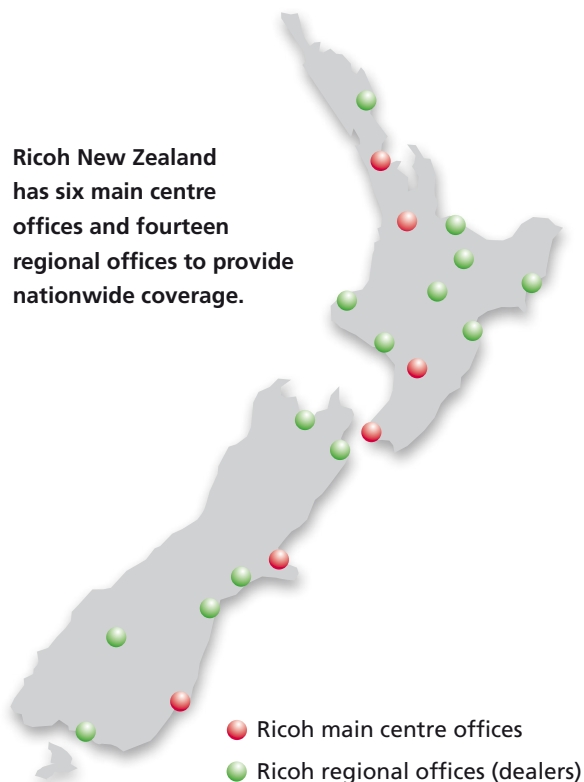 Ricoh New Zealand
has six main centre
offices and fourteen
regional offices to provide
nationwide coverage.
Ricoh main centre offices
Ricoh regional offices (dealers)